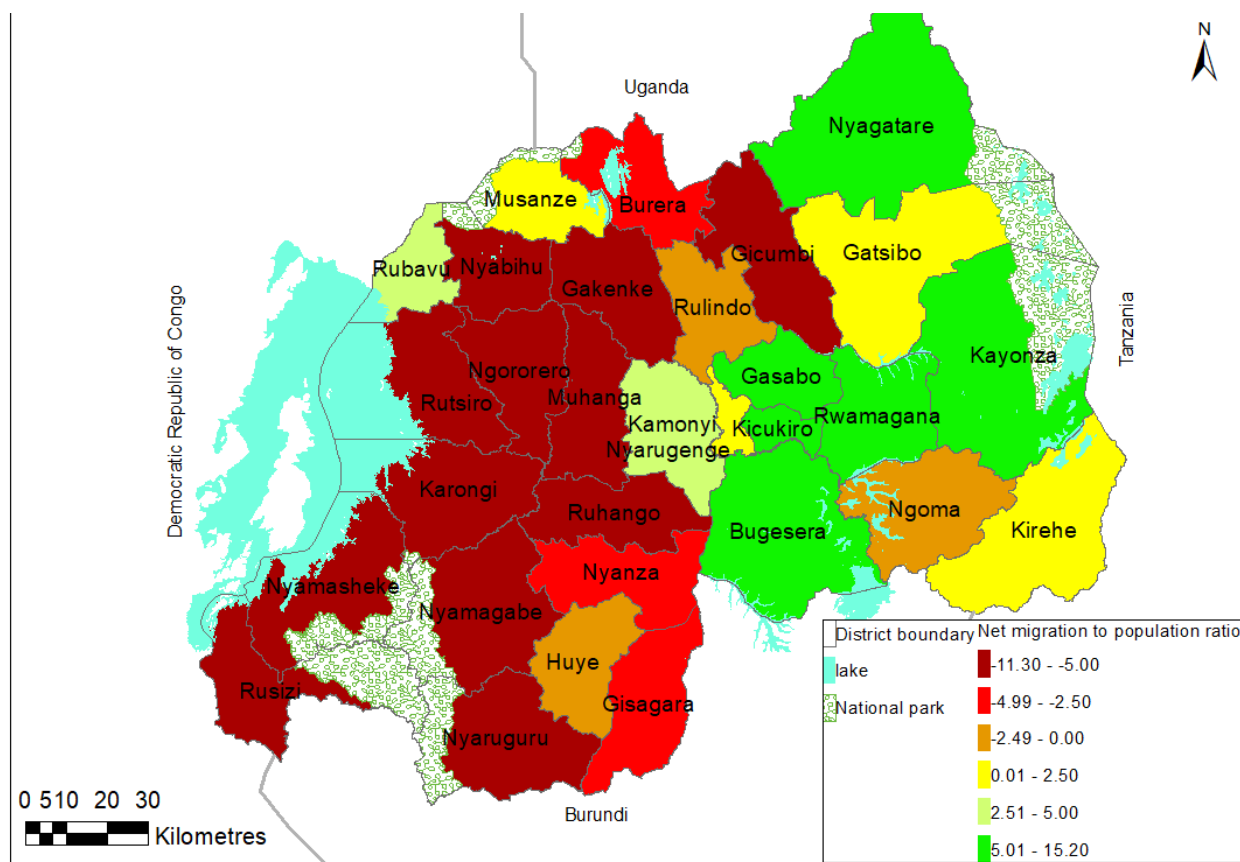 N
Uganda
Nyagatare
Musanze
Burera
Rubavu
Nyabihu
Gicumbi
Gatsibo
Gakenke
Rulindo
Democratic Republic of Congo
Tanzania
Kayonza
Ngororero
Gasabo
Rutsiro
Muhanga
Rwamagana
Kamonyi
Kicukiro
Nyarugenge
Karongi
Ruhango
Ngoma
Bugesera
Kirehe
Nyanza
Nyamasheke
Nyamagabe
Huye
Rusizi
Gisagara
Nyaruguru
Burundi
0 510 20 30
Kilometres
District boundary
lake
National park
Net migration to population ratio
-11.30 - -5.00
-4.99 - -2.50
-2.49 - 0.00
0.01 - 2.50
2.51 - 5.00
5.01 - 15.20